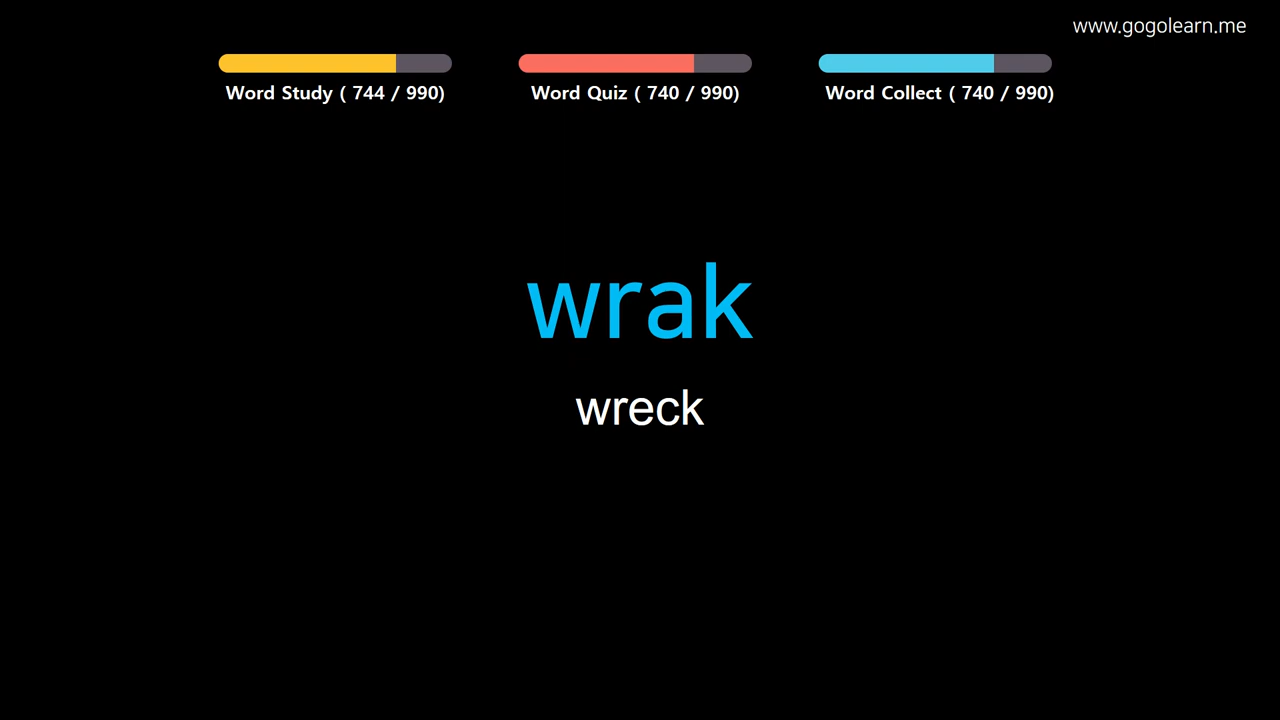 www.gogolearn.me
Word Study ( 744 / 990)
Word Quiz ( 740 / 990)
Word Collect ( 740 / 990)
wrak
wreck